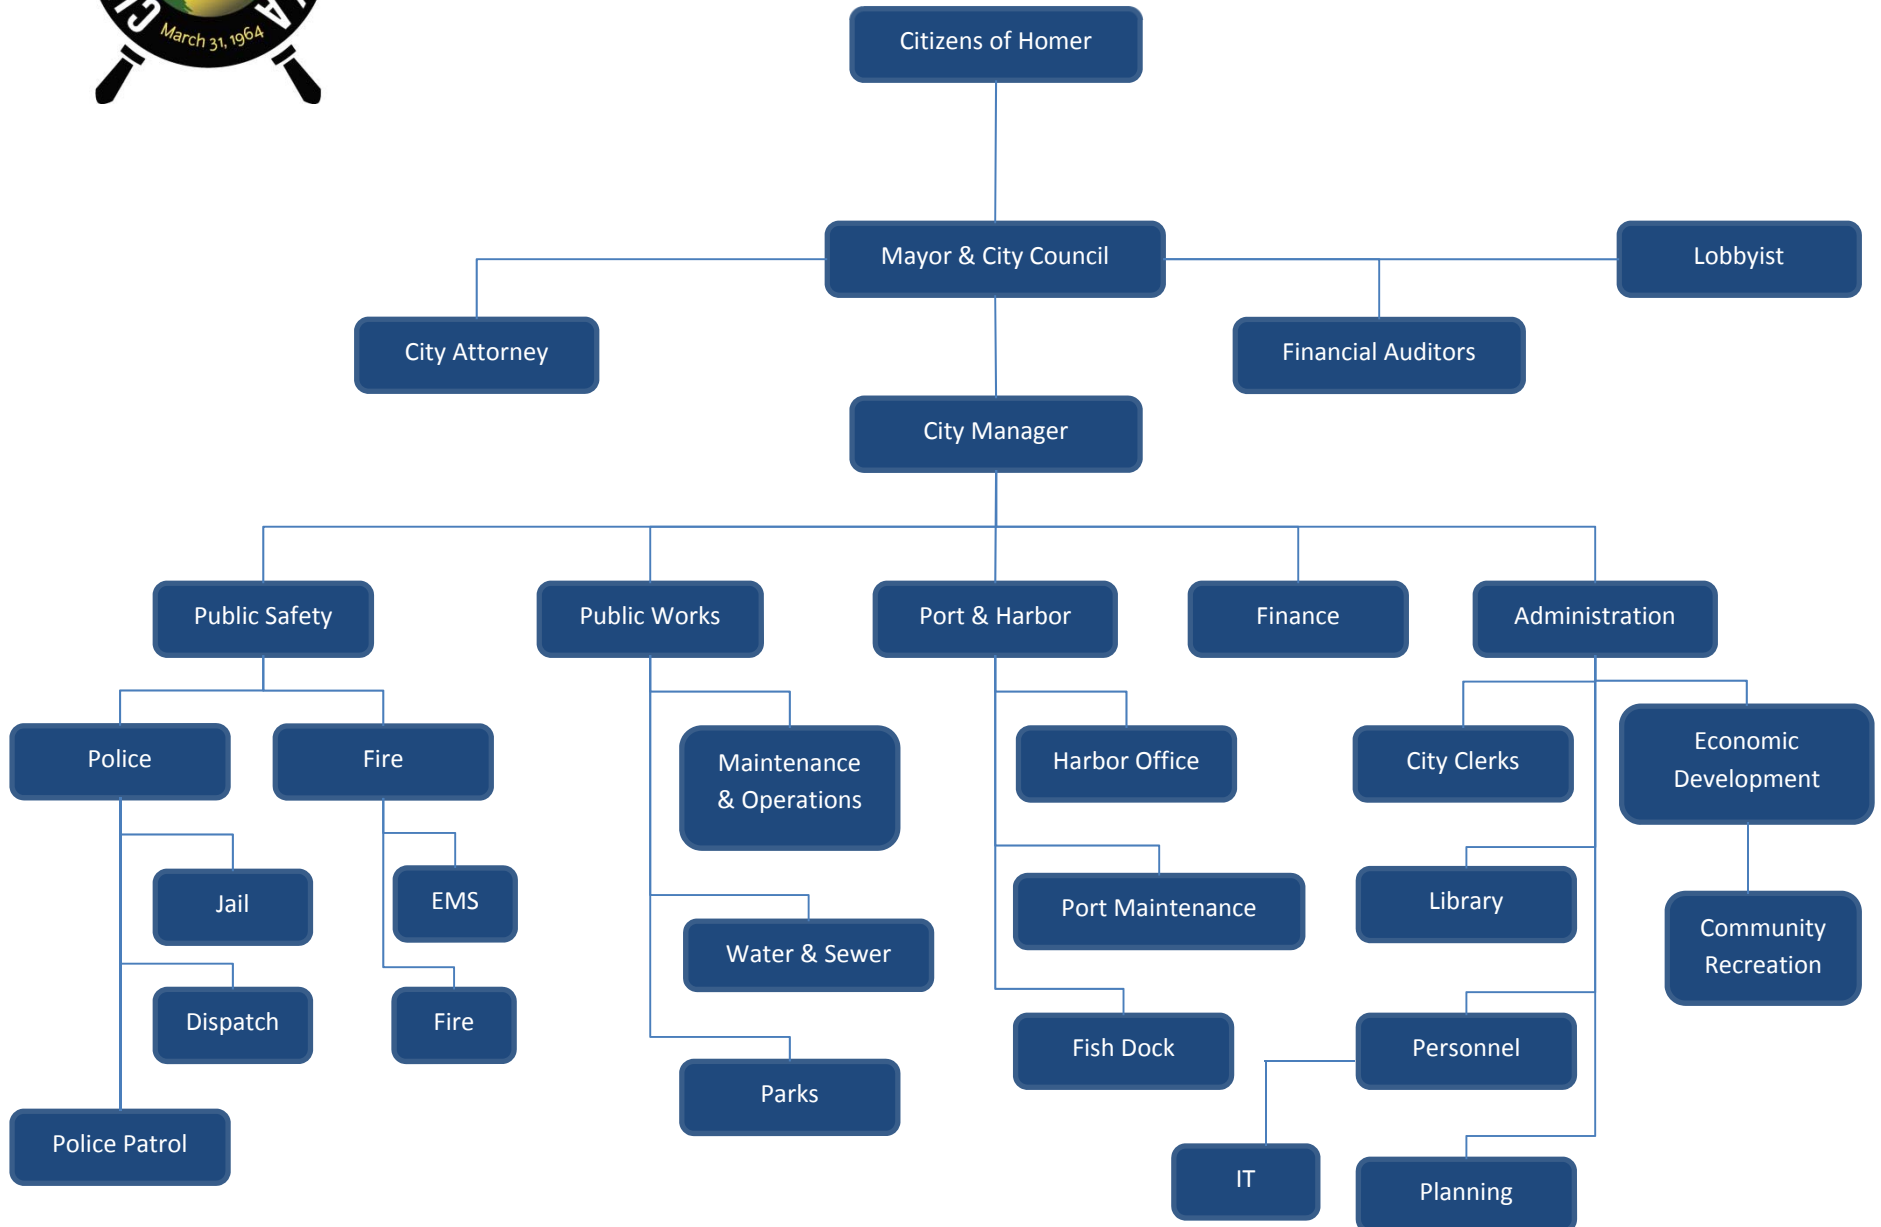 CI
KA
March 31, 1964
Citizens of Homer
Mayor & City Council
Lobbyist
City Attorney
Financial Auditors
City Manager
Public Safety
Public Works
Port & Harbor
Finance
Administration
Police
Fire
Maintenance
& Operations
Harbor Office
City Clerks
Economic
Development
Jail
EMS
Water & Sewer
Port Maintenance
Library
Community
Recreation
Dispatch
Fire
Parks
Fish Dock
Personnel
Police Patrol
IT
Planning